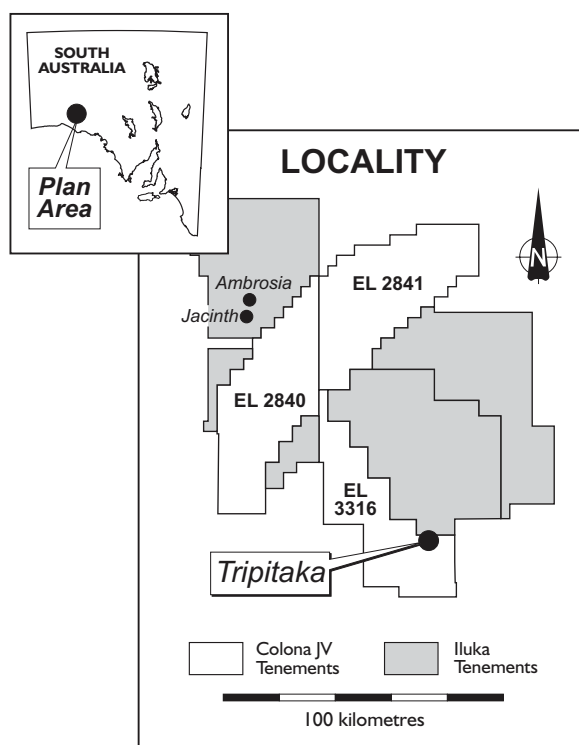 SOUTH
AUSTRALIA
Plan
Area
LOCALITY
N
Ambrosia
Jacinth
EL 2841
EL 2840
EL
3316
Tripitaka
Colona JV
Tenements
Iluka
Tenements
100 kilometres